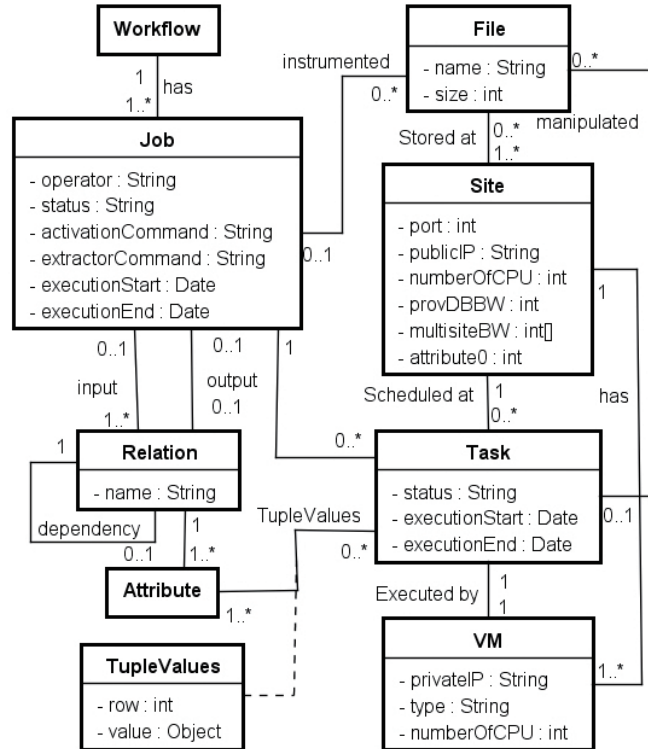 Workflow
1
has
1..*
Job
- operator : String
- status : String
- activationCommand : String
- extractorCommand : String
- executionStart : Date
- executionEnd : Date
File
- name : String
- size : int
instrumented
0..*
0..1
0..*
manipulated
0..1
Stored at
0..*
1..*
Site
- port : int
- publicIP : String
- numberOfCPU : int
- provDBBW : int
- multisiteBW : int[]
- attribute0 : int
1
has
1..*
0..1
input
1..*
0..1
output
0..1
1
0..*
Scheduled at
1
0..*
Relation
- name : String
1
dependency
0..1
1
1..*
Attribute
Task
- status : String
- executionStart : Date
- executionEnd : Date
TupleValues
0..*
1..*
Executed by
1
1
TupleValues
- row : int
- value : Object
VM
- privateIP : String
- type : String
- numberOfCPU : int